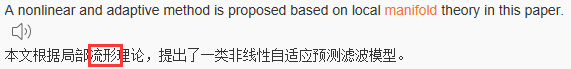 A nonlinear and adaptive method is proposed based on local manifold theory in this paper.
本文根据局部流形理论，提出了一类非线性自适应预测滤波模型。